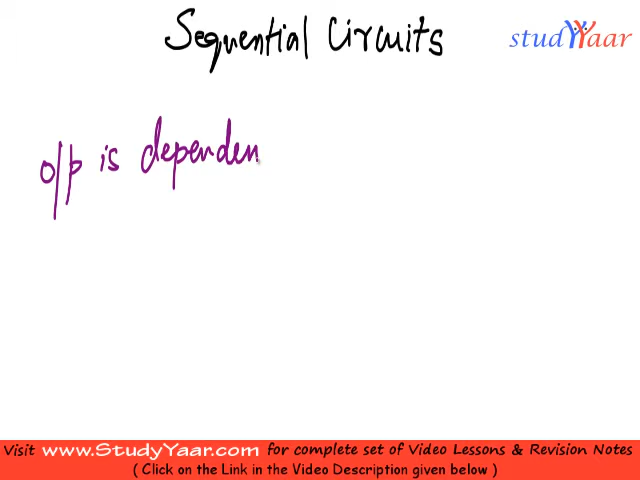 Sequential Circuits
studYYaar
o/p is dependen
Visit www.StudyYaar.com for complete set of Video Lessons & Revision Notes
( Click on the Link in the Video Description given below )